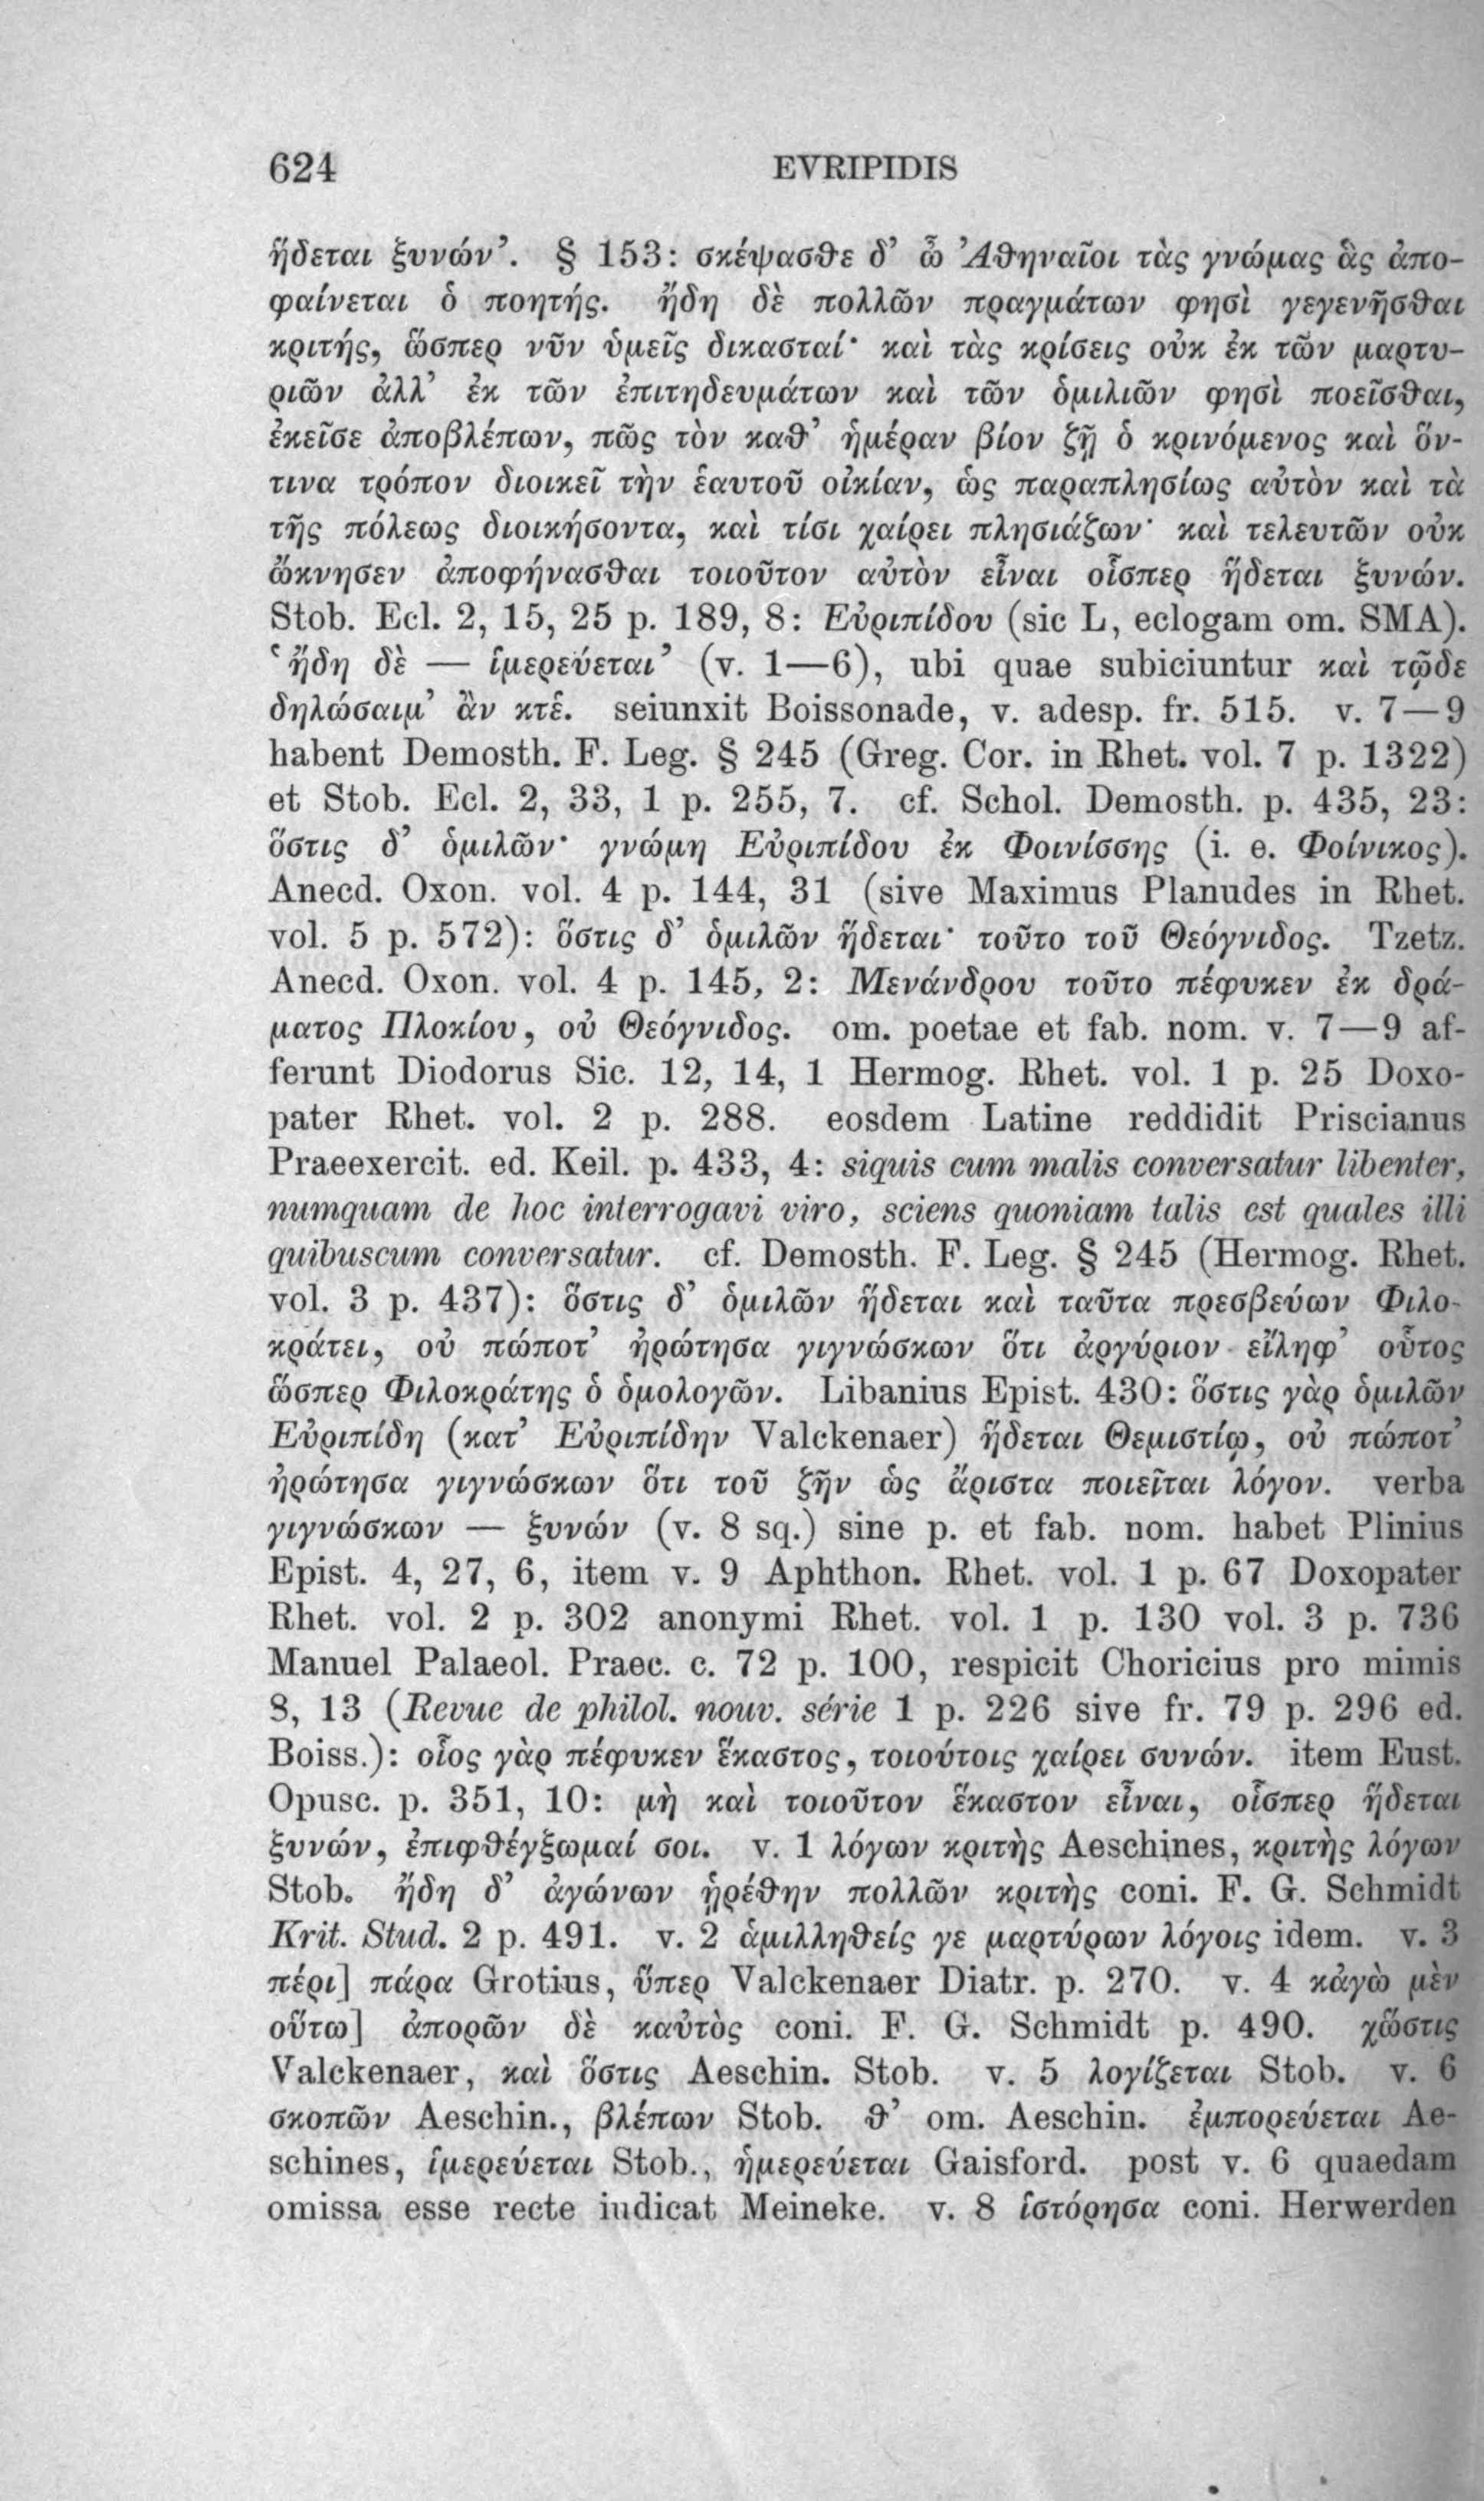 624 EVRIPIDIS
ἥδεται ξυνών’. § 153: σκέψασθε δ’ ὦ Ἀθηναῖοι τὰς γνώμας ἃς ἀπο-
φαίνεται ὁ ποητής. ἤδη δὲ πολλῶν πραγμάτων φησὶ γεγενῆσθαι
κριτής, ὥσπερ νῦν ὑμεῖς δικασταί· καὶ τὰς κρίσεις οὐκ ἐκ τῶν μαρτυ-
ριῶν ἀλλ’ ἐκ τῶν ἐπιτηδευμάτων καὶ τῶν ὁμιλιῶν φησὶ ποεῖσθαι,
ἐκεῖσε ἀποβλέπων, πῶς τὸν καθ’ ἡμέραν βίον ζῇ ὁ κρινόμενος καὶ ὅν-
τινα τρόπον διοικεῖ τὴν ἑαυτοῦ οἰκίαν, ὡς παραπλησίως αὐτὸν καὶ τὰ
τῆς πόλεως διοικήσοντα, καὶ τίσι χαίρει πλησιάζων· καὶ τελευτῶν οὐκ
ὤκνησεν ἀποφήνασθαι τοιοῦτον αὐτὸν εἶναι οἷσπερ ἥδεται ξυνών.
Stob. Ecl. 2, 15, 25 p. 189, 8: Εὐριπίδου (sic L, eclogam om. SMA).
‘ἤδη δὲ — ἱμερεύεται’ (v. 1—6), ubi quae subiciuntur καὶ τῷδε
δηλώσαιμ’ ἂν κτἑ. seiunxit Boissonade, v. adesp. fr. 515. v. 7—9
habent Demosth. F. Leg. § 245 (Greg. Cor. in Rhet. vol. 7 p. 1322)
et Stob. Ecl. 2, 33, 1 p. 255, 7. cf. Schol. Demosth. p. 435, 23:
ὅστις δ’ ὁμιλῶν· γνώμη Εὐριπίδου ἐκ Φοινίσσης (i. e. Φοίνικος).
Anecd. Oxon. vol. 4 p. 144, 31 (sive Maximus Planudes in Rhet.
vol. 5 p. 572): ὅστις δ’ ὁμιλῶν ἥδεται· τοῦτο τοῦ Θεόγνιδος. Tzetz.
Anecd. Oxon. vol. 4 p. 145, 2: Μενάνδρου τοῦτο πέφυκεν ἐκ δρά-
ματος Πλοκίου, οὐ Θεόγνιδος. om. poetae et fab. nom. v. 7—9 af-
ferunt Diodorus Sic. 12, 14, 1 Hermog. Rhet. vol. 1 p. 25 Doxo-
pater Rhet. vol. 2 p. 288. eosdem Latine reddidit Priscianus
Praeexercit. ed. Keil. p. 433, 4: siquis cum malis conversatur libenter,
numquam de hoc interrogavi viro, sciens quoniam talis est quales illi
quibuscum conversatur. cf. Demosth. F. Leg. § 245 (Hermog. Rhet.
vol. 3 p. 437): ὅστις δ’ ὁμιλῶν ἥδεται καὶ ταῦτα πρεσβεύων Φιλο-
κράτει, οὐ πώποτ’ ἠρώτησα γιγνώσκων ὅτι ἀργύριον εἴληφ’ οὗτος
ὥσπερ Φιλοκράτης ὁ ὁμολογῶν. Libanius Epist. 430: ὅστις γὰρ ὁμιλῶν
Εὐριπίδη (κατ’ Εὐριπίδην Valckenaer) ἥδεται Θεμιστίῳ, οὐ πώποτ’
ἠρώτησα γιγνώσκων ὅτι τοῦ ζῆν ὡς ἄριστα ποιεῖται λόγον. verba
γιγνώσκων — ξυνών (v. 8 sq.) sine p. et fab. nom. habet Plinius
Epist. 4, 27, 6, item v. 9 Aphthon. Rhet. vol. 1 p. 67 Doxopater
Rhet. vol. 2 p. 302 anonymi Rhet. vol. 1 p. 130 vol. 3 p. 736
Manuel Palaeol. Praec. c. 72 p. 100, respicit Choricius pro mimis
8, 13 (Revue de philol. nouv. série 1 p. 226 sive fr. 79 p. 296 ed.
Boiss.): οἷος γὰρ πέφυκεν ἕκαστος, τοιούτοις χαίρει συνών. item Eust.
Opusc. p. 351, 10: μὴ καὶ τοιοῦτον ἕκαστον εἶναι, οἷσπερ ἥδεται
ξυνών, ἐπιφθέγξωμαί σοι. v. 1 λόγων κριτὴς Aeschines, κριτὴς λόγων
Stob. ἤδη δ’ ἀγώνων ᾑρέθην πολλῶν κριτὴς coni. F. G. Schmidt
Krit. Stud. 2 p. 491. v. 2 ἁμιλληθείς γε μαρτύρων λόγοις idem. v. 3
πέρι] πάρα Grotius, ὕπερ Valckenaer Diatr. p. 270. v. 4 κἀγὼ μὲν
οὕτω] ἀπορῶν δὲ καὐτὸς coni. F. G. Schmidt p. 490. χὥστις
Valckenaer, καὶ ὅστις Aeschin. Stob. v. 5 λογίζεται Stob. v. 6
σκοπῶν Aeschin., βλέπων Stob. θ’ om. Aeschin. ἐμπορεύεται Ae-
schines, ἱμερεύεται Stob., ἡμερεύεται Gaisford. post v. 6 quaedam
omissa esse recte iudicat Meineke. v. 8 ἱστόρησα coni. Herwerden